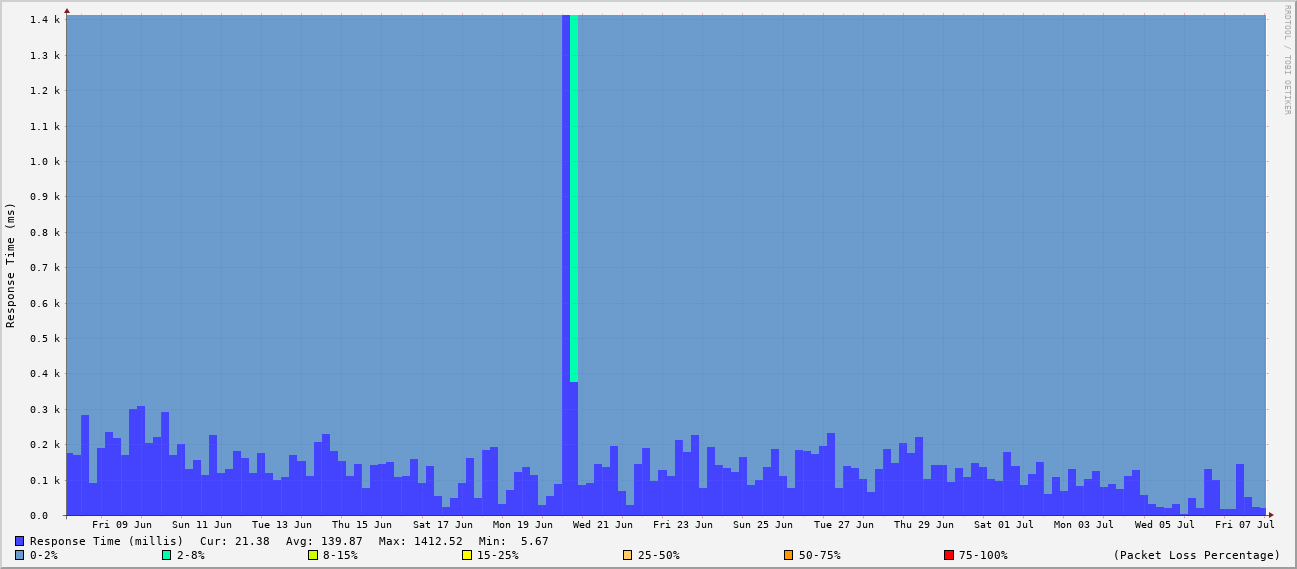 RRDTOOL / TOBI OETIKER
Response Time (ms)
1.4 k
1.3 k
1.2 k
1.1 k
1.0 k
0.9 k
0.8 k
0.7 k
0.6 k
0.5 k
0.4 k
0.3 k
0.2 k
0.1 k
0.0
Fri 09 Jun Sun 11 Jun Tue 13 Jun Thu 15 Jun Sat 17 Jun Mon 19 Jun Wed 21 Jun Fri 23 Jun Sun 25 Jun Tue 27 Jun Thu 29 Jun Sat 01 Jul Mon 03 Jul Wed 05 Jul Fri 07 Jul
Response Time (millis) Cur: 21.38 Avg: 139.87 Max: 1412.52 Min: 5.67
0-2% 2-8% 8-15% 15-25% 25-50% 50-75% 75-100% (Packet Loss Percentage)